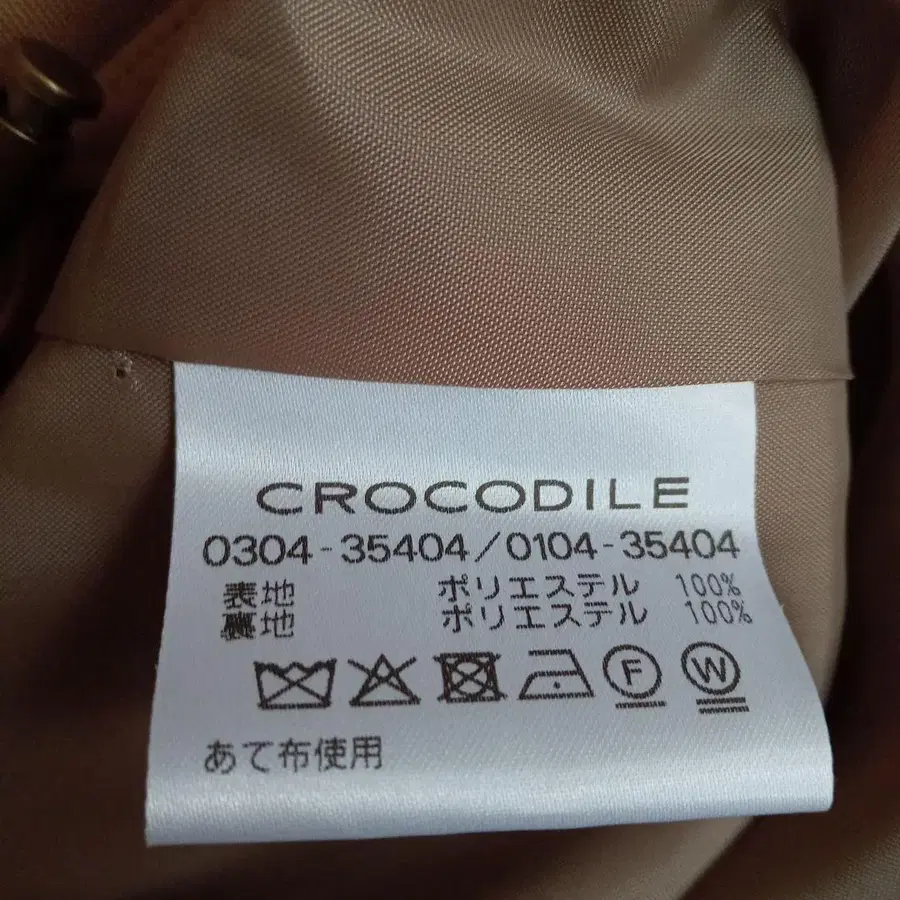 CROCODILE
0304-35404/0104-35404
表地 ポリエステル 100%
裏地 ポリエステル 100%
F W
あて布使用